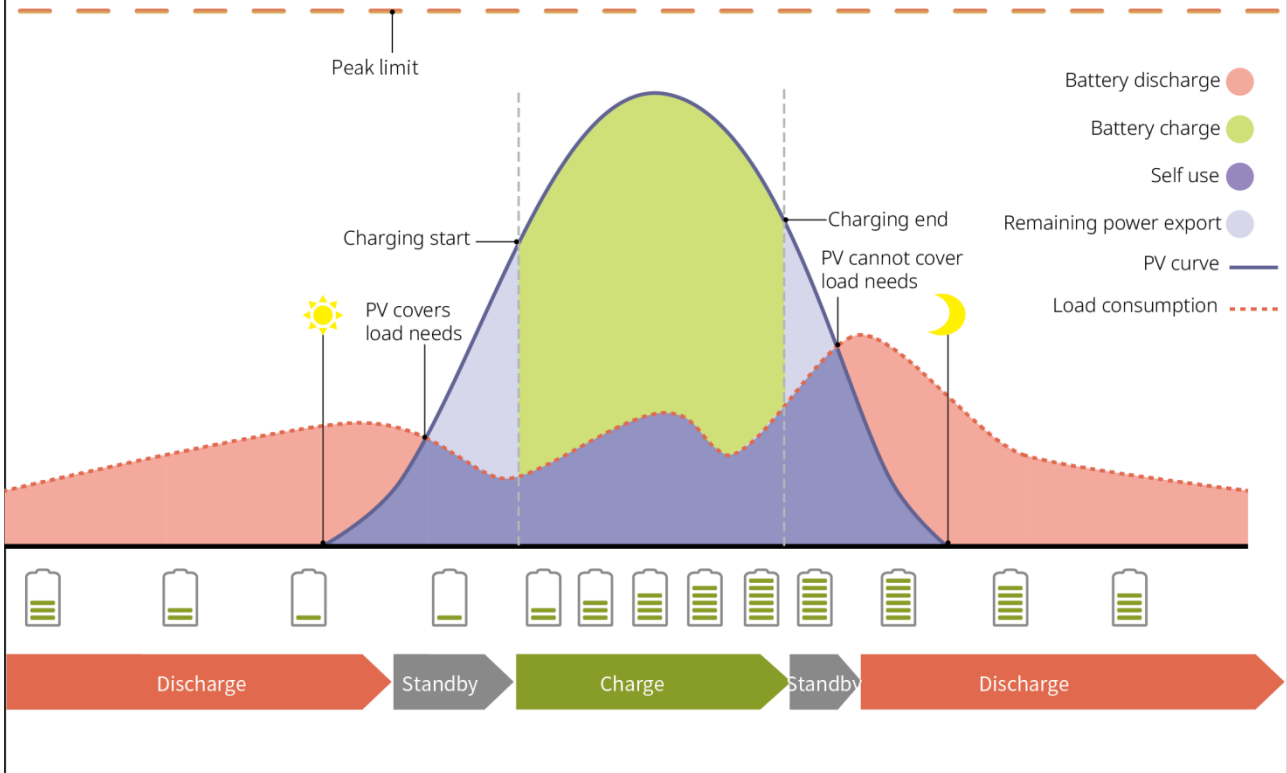 Peak limit
Battery discharge
Battery charge
Self use
Remaining power export
PV curve
Load consumption
Charging start
Charging end
PV cannot cover
load needs
PV covers
load needs
Discharge
Standby
Charge
Standby
Discharge